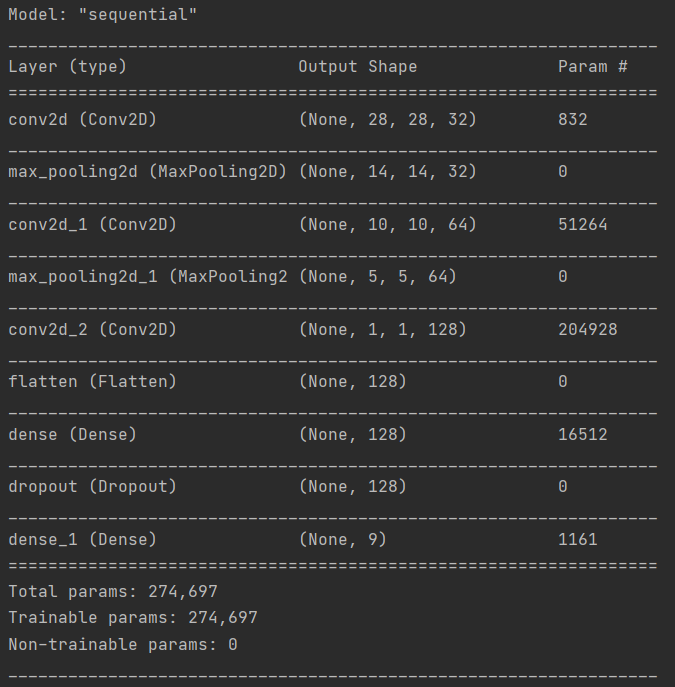 Model: "sequential"
_________________________________________________________________
Layer (type)                 Output Shape              Param #
=================================================================
conv2d (Conv2D)              (None, 28, 28, 32)        832
_________________________________________________________________
max_pooling2d (MaxPooling2D) (None, 14, 14, 32)        0
_________________________________________________________________
conv2d_1 (Conv2D)            (None, 10, 10, 64)        51264
_________________________________________________________________
max_pooling2d_1 (MaxPooling2 (None, 5, 5, 64)          0
_________________________________________________________________
conv2d_2 (Conv2D)            (None, 1, 1, 128)         204928
_________________________________________________________________
flatten (Flatten)            (None, 128)               0
_________________________________________________________________
dense (Dense)                (None, 128)               16512
_________________________________________________________________
dropout (Dropout)            (None, 128)               0
_________________________________________________________________
dense_1 (Dense)              (None, 9)                 1161
=================================================================
Total params: 274,697
Trainable params: 274,697
Non-trainable params: 0
_________________________________________________________________